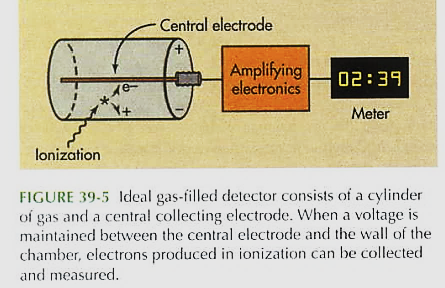 Central electrode
+
e-
*
+
−
Amplifying
electronics
02:39
Meter
Ionization
FIGURE 39-5 Ideal gas-filled detector consists of a cylinder
of gas and a central collecting electrode. When a voltage is
maintained between the central electrode and the wall of the
chamber, electrons produced in ionization can be collected
and measured.